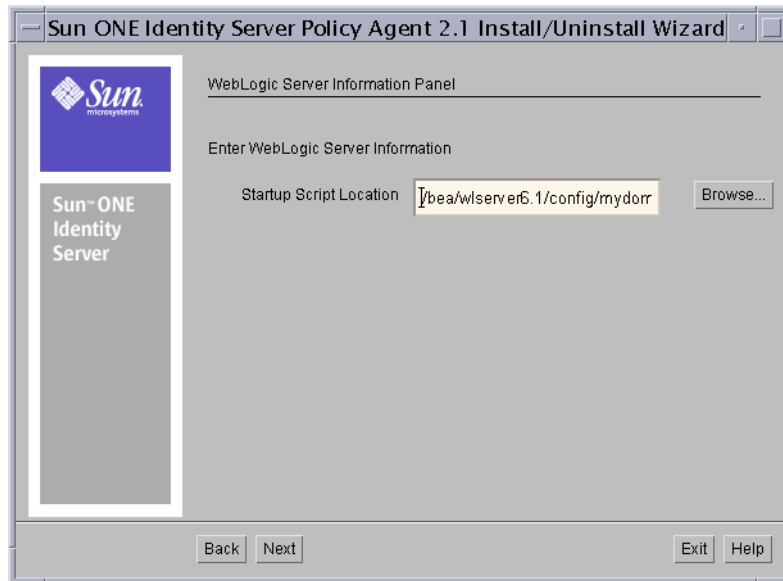 Sun ONE Identity Server Policy Agent 2.1 Install/Uninstall Wizard
Sun
microsystems
Sun™ ONE
Identity
Server
WebLogic Server Information Panel
Enter WebLogic Server Information
Startup Script Location /bea/wlserver6.1/config/mydom Browse...
Back Next Exit Help